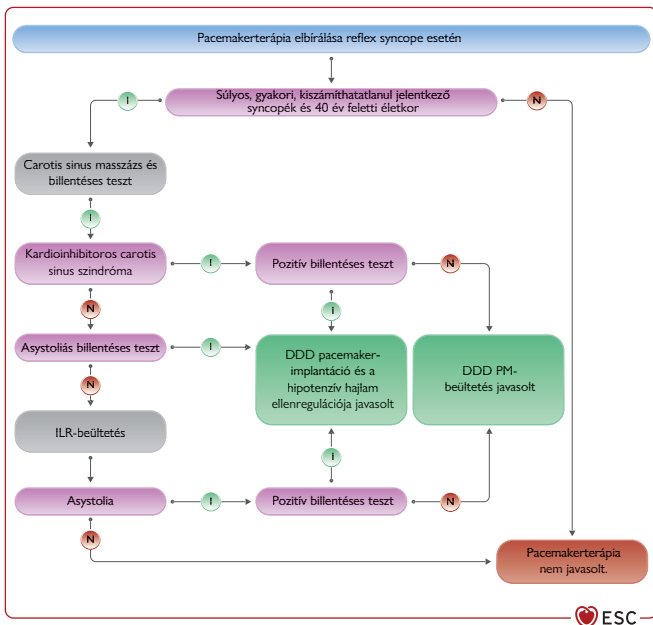 Pacemakerterápia elbírálása reflex syncope esetén
Súlyos, gyakori, kiszámíthatatlanul jelentkező
syncopék és 40 év feletti életkor
I
N
Carotis sinus masszázs és
billentéses teszt
i
Kardioinhibitoros carotis
sinus szindróma
I
Pozitív billentéses teszt
N
N
i
Asystoliás billentéses teszt
i
DDD pacemaker-
implantáció és a
hipotenzív hajlam
ellenregulációja javasolt
DDD PM-
beültetés javasolt
N
ILR-beültetés
i
Asystolia
I
Pozitív billentéses teszt
N
N
Pacemakerterápia
nem javasolt.
ESC